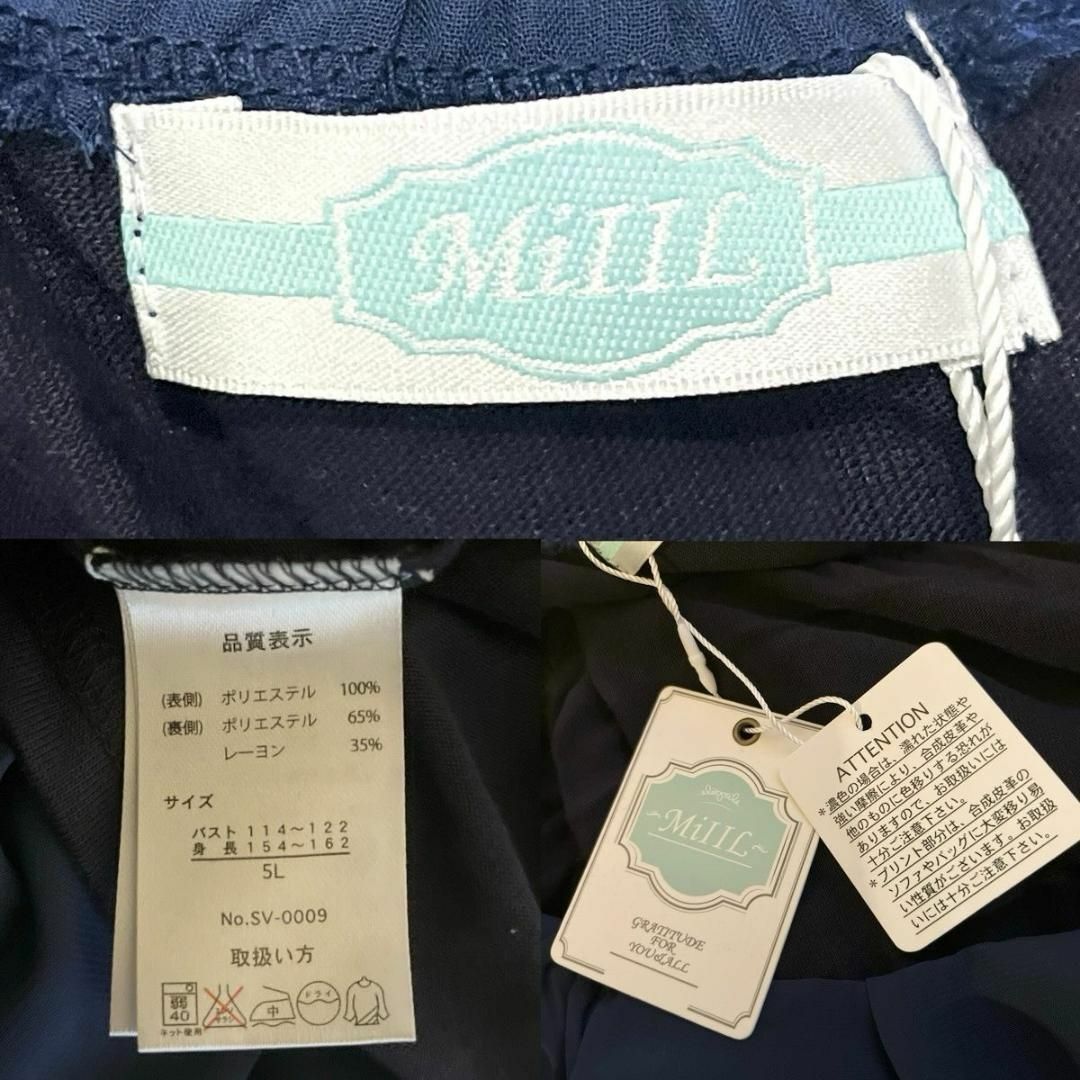 MiIIL
品質表示
(表側) ポリエステル 100%
(裏側) ポリエステル 65%
レーヨン 35%
サイズ
バスト 114～122
身長 154～162
5L
No.SV-0009
取扱い方
弱
40
ネット使用
中
ドライ
~MiIIL~
GRATITUDE
FOR
YOU&ALL
ATTENTION
*濃色の場合は、濡れた状態や
強い摩擦により、合成皮革や
他のものに色移りする恐れが
ありますので、お取扱いには
十分ご注意下さい。
*プリント部分は、合成皮革の
ソファやバッグに大変移り易
い性質がございます。お取扱
いには十分ご注意下さい。